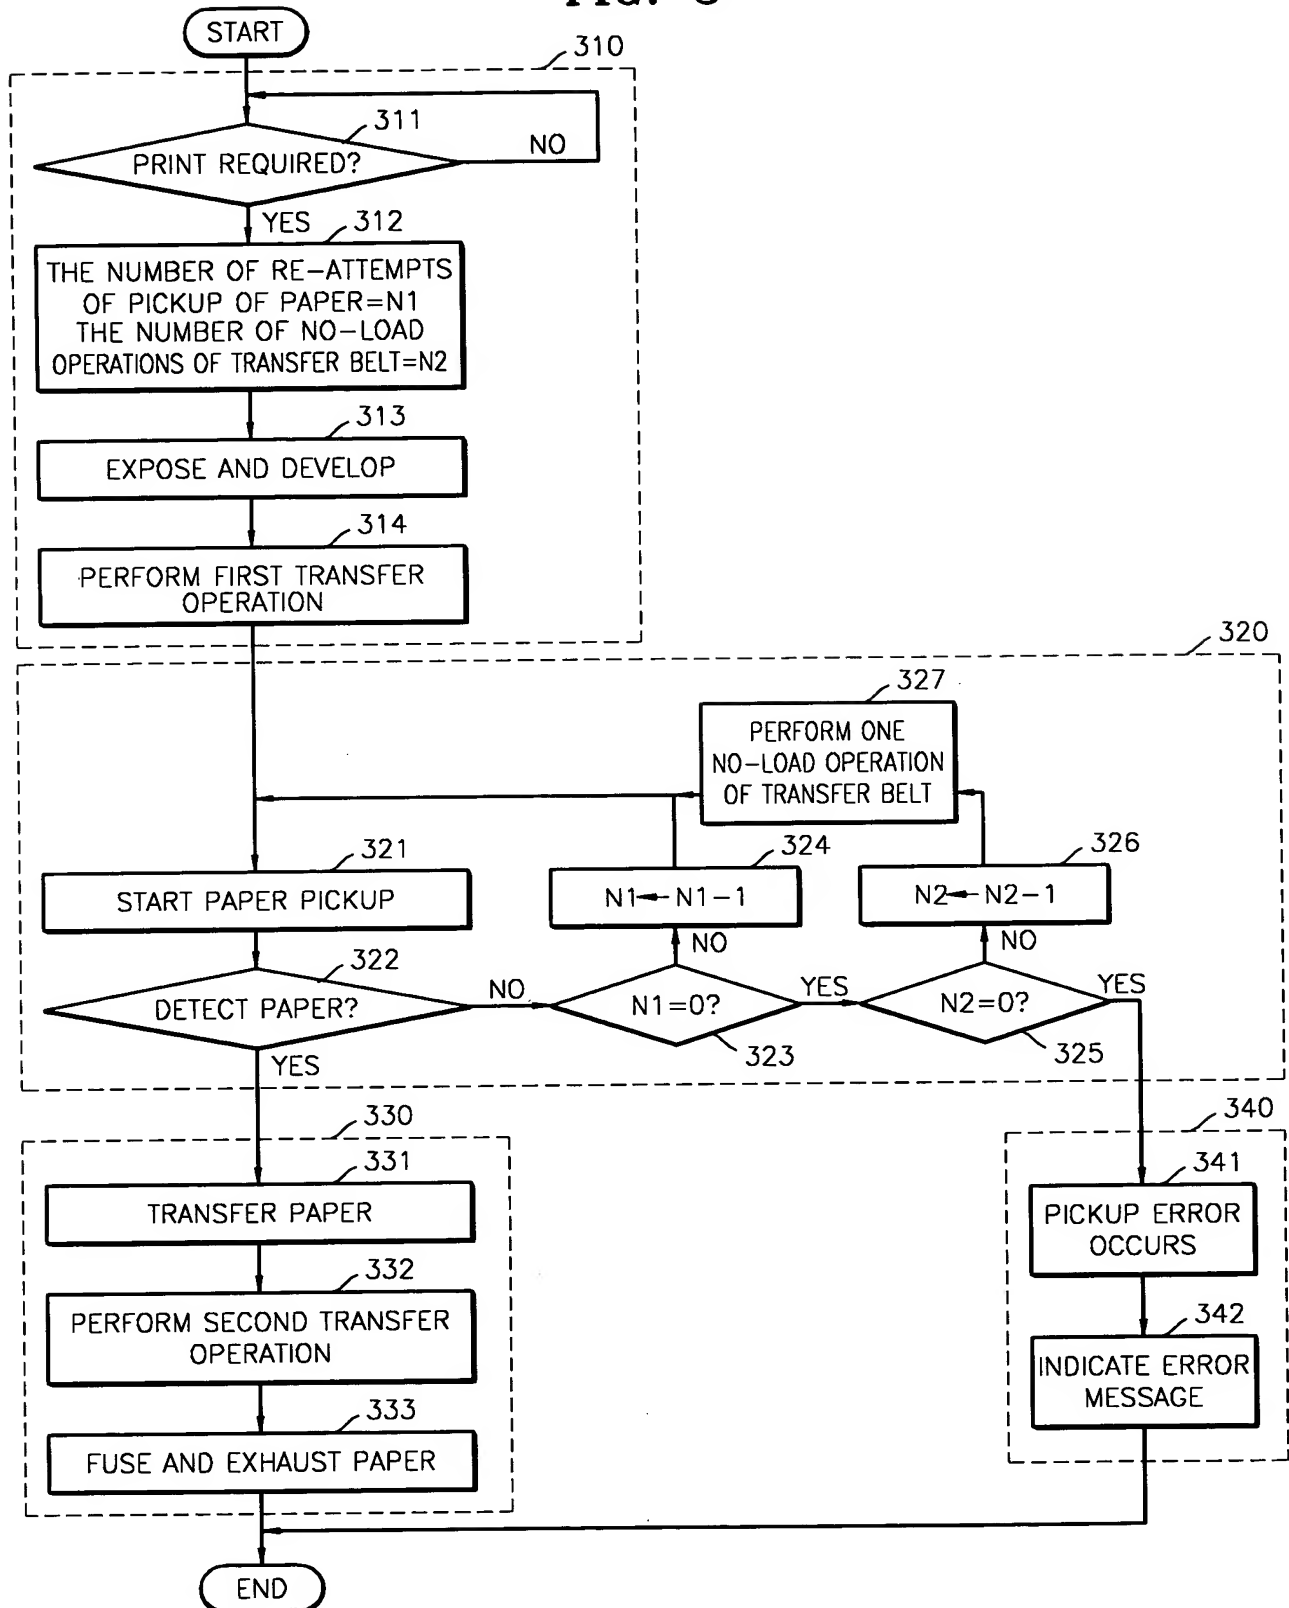 START
310
311
PRINT REQUIRED?
NO
YES
312
THE NUMBER OF RE-ATTEMPTS
OF PICKUP OF PAPER=N1
THE NUMBER OF NO-LOAD
OPERATIONS OF TRANSFER BELT=N2
313
EXPOSE AND DEVELOP
314
PERFORM FIRST TRANSFER
OPERATION
320
327
PERFORM ONE
NO-LOAD OPERATION
OF TRANSFER BELT
321
START PAPER PICKUP
324
N1←N1-1
326
N2←N2-1
NO
NO
322
DETECT PAPER?
NO
N1=0?
YES
N2=0?
YES
323
325
YES
330
340
331
TRANSFER PAPER
341
PICKUP ERROR
OCCURS
332
PERFORM SECOND TRANSFER
OPERATION
342
INDICATE ERROR
MESSAGE
333
FUSE AND EXHAUST PAPER
END